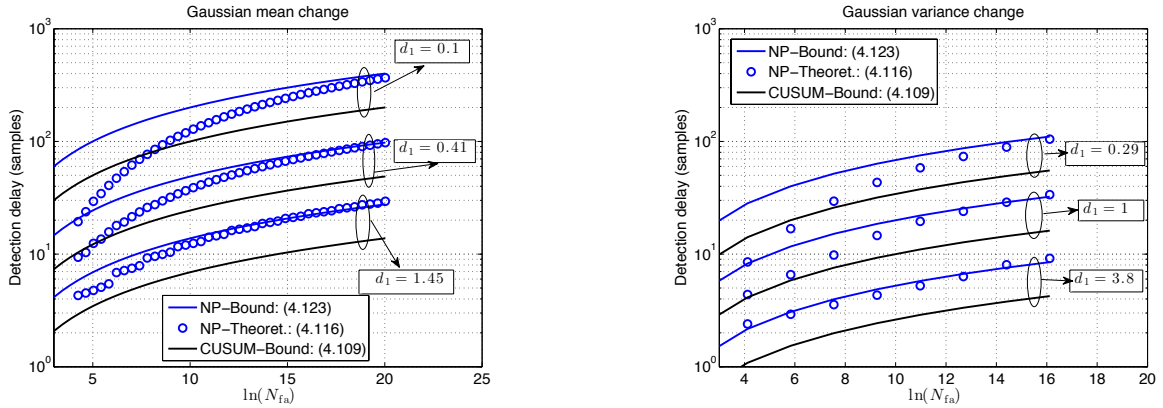 Gaussian mean change
Detection delay (samples)
10^3
10^2
10^1
10^0
d_1 = 0.1
d_1 = 0.41
d_1 = 1.45
NP-Bound: (4.123)
NP-Theoret.: (4.116)
CUSUM-Bound: (4.109)
5 10 15 20 25
ln(N_fa)
Gaussian variance change
Detection delay (samples)
10^3
10^2
10^1
10^0
NP-Bound: (4.123)
NP-Theoret.: (4.116)
CUSUM-Bound: (4.109)
d_1 = 0.29
d_1 = 1
d_1 = 3.8
4 6 8 10 12 14 16 18 20
ln(N_fa)